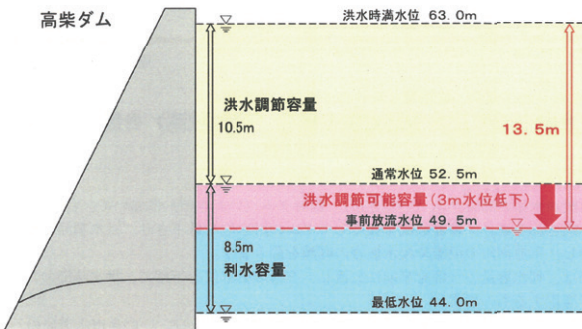 高柴ダム
洪水時満水位 63.0m
洪水調節容量
10.5m
13.5m
通常水位 52.5m
洪水調節可能容量(3m水位低下)
事前放流水位 49.5m
8.5m
利水容量
最低水位 44.0m